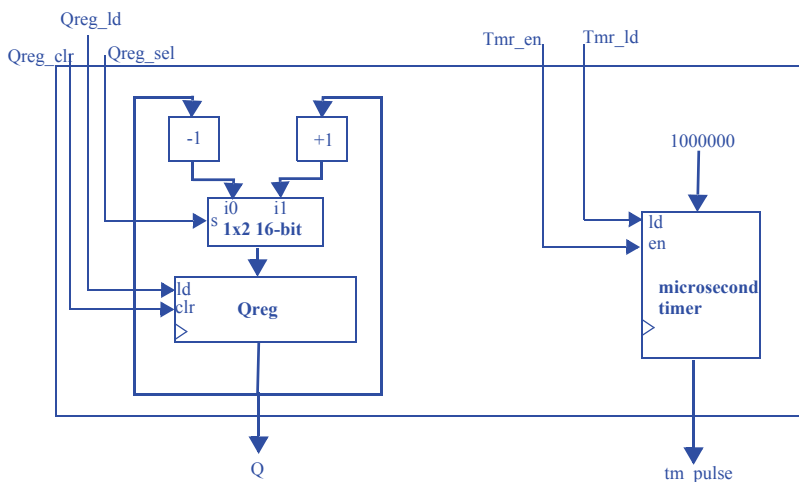 Qreg_ld
Qreg_clr
Qreg_sel
Tmr_en
Tmr_ld
-1
+1
1000000
i0 i1
s
1x2 16-bit
ld
clr
Qreg
ld
en
microsecond
timer
Q
tm_pulse